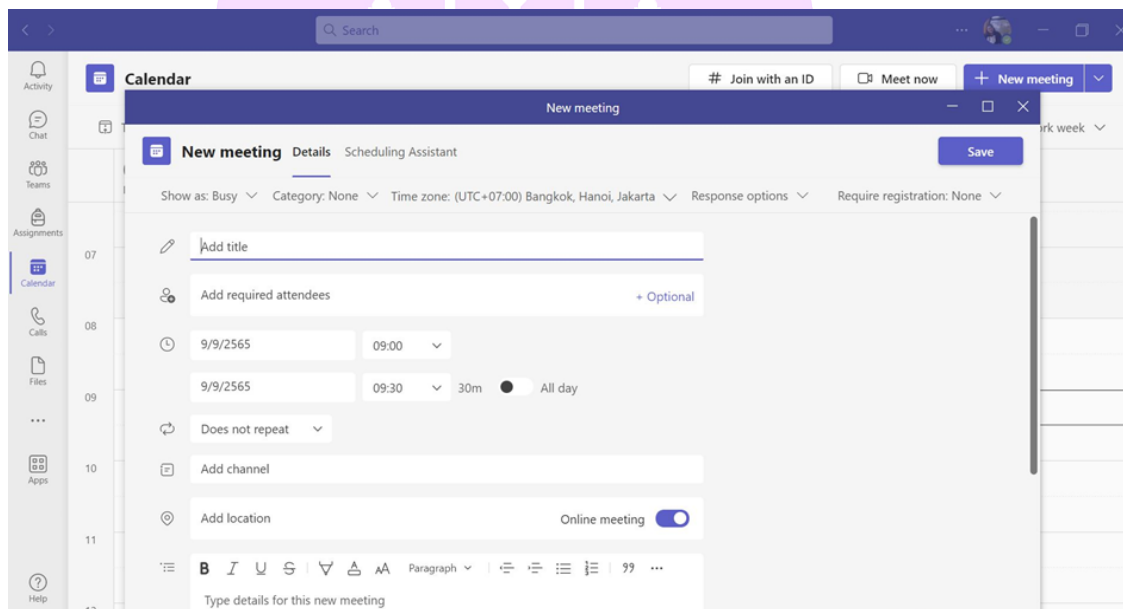 Search
Activity
Calendar
# Join with an ID
Meet now
+ New meeting
Chat
New meeting
rk week
Teams
New meeting
Details
Scheduling Assistant
Save
Show as: Busy
Category: None
Time zone: (UTC+07:00) Bangkok, Hanoi, Jakarta
Response options
Require registration: None
Assignments
Add title
07
Calendar
Add required attendees
+ Optional
Calls
08
9/9/2565
09:00
Files
9/9/2565
09:30
30m
All day
09
Does not repeat
Add channel
10
Apps
Add location
Online meeting
11
B I U S AA Paragraph 99 ...
Help
Type details for this new meeting